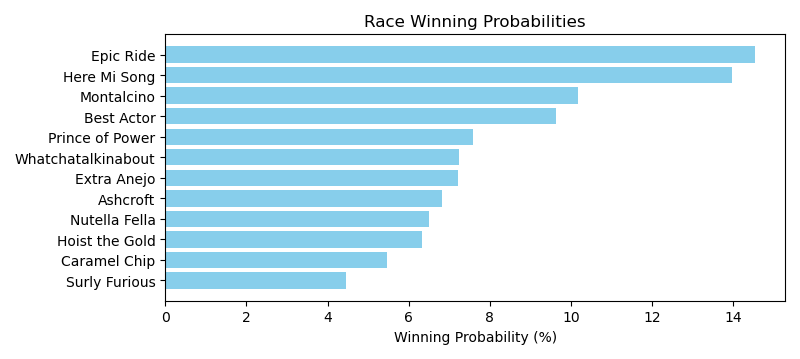 Race Winning Probabilities
Epic Ride
Here Mi Song
Montalcino
Best Actor
Prince of Power
Whatchatalkinabout
Extra Anejo
Ashcroft
Nutella Fella
Hoist the Gold
Caramel Chip
Surly Furious
0 2 4 6 8 10 12 14
Winning Probability (%)